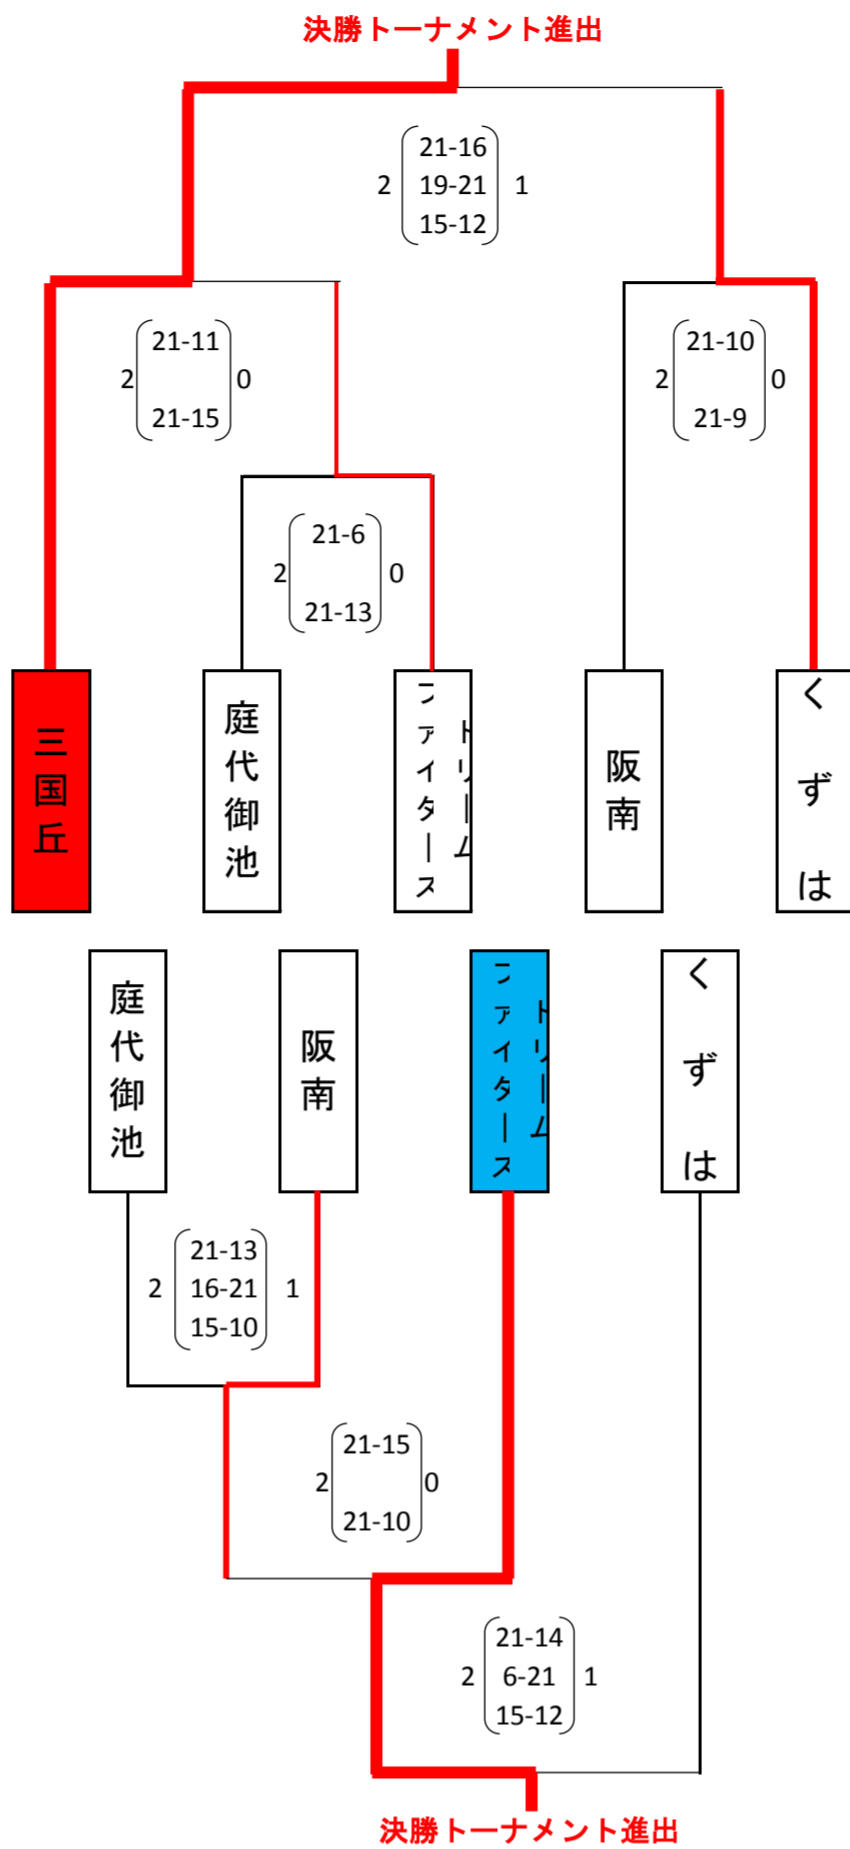 決勝トーナメント進出
21-16
2 19-21 1
15-12
21-11
2 0
21-15
21-10
2 0
21-9
21-6
2 0
21-13
三国丘
庭代御池
ドリーム
ファイターズ
阪南
くずは
庭代御池
阪南
ドリーム
ファイターズ
くずは
21-13
2 16-21 1
15-10
21-15
2 0
21-10
21-14
2 6-21 1
15-12
決勝トーナメント進出